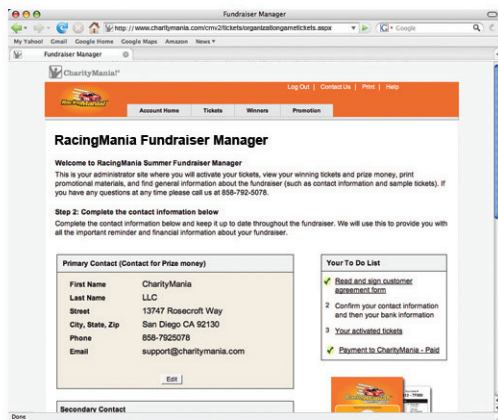 Fundraiser Manager
http://www.charitymania.com/cmv2/tickets/organizationgametickets.aspx
Google
My Yahoo! Gmail Google Home Google Maps Amazon News
Fundraiser Manager
CharityMania!
Log Out | Contact Us | Print | Help
RacingMania!
Account Home Tickets Winners Promotion
RacingMania Fundraiser Manager
Welcome to RacingMania Summer Fundraiser Manager
This is your administrator site where you will activate your tickets, view your winning tickets and prize money, print
promotional materials, and find general information about the fundraiser (such as contact information and sample tickets). If
you have any questions at any time please call us at 858-792-5078.
Step 2: Complete the contact information below
Complete the contact information below and keep it up to date throughout the fundraiser. We will use this to provide you with
all the important reminder and financial information about your fundraiser.
Primary Contact (Contact for Prize money)
First Name CharityMania
Last Name LLC
Street 13747 Rosecroft Way
City, State, Zip San Diego CA 92130
Phone 858-7925078
Email support@charitymania.com
Edit
Secondary Contact
Your To Do List
Read and sign customer
agreement form
2 Confirm your contact information
and then your bank information
3 Your activated tickets
Payment to CharityMania - Paid
Done